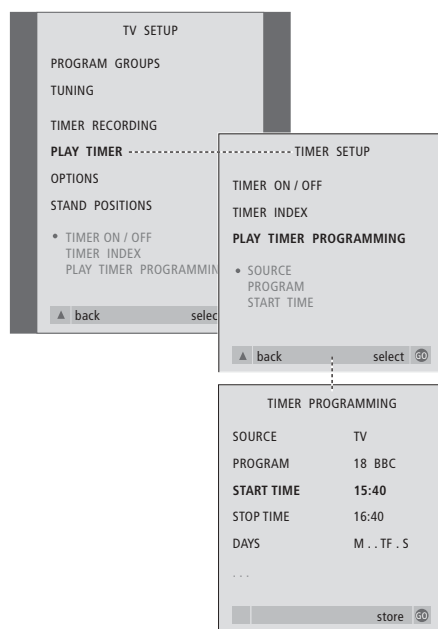 TV SETUP
PROGRAM GROUPS
TUNING
TIMER RECORDING
PLAY TIMER
OPTIONS
STAND POSITIONS
• TIMER ON / OFF
TIMER INDEX
PLAY TIMER PROGRAMMIN
▲ back selec
TIMER SETUP
TIMER ON / OFF
TIMER INDEX
PLAY TIMER PROGRAMMING
• SOURCE
PROGRAM
START TIME
▲ back select GO
TIMER PROGRAMMING
SOURCE TV
PROGRAM 18 BBC
START TIME 15:40
STOP TIME 16:40
DAYS M . . TF . S
. . .
store GO